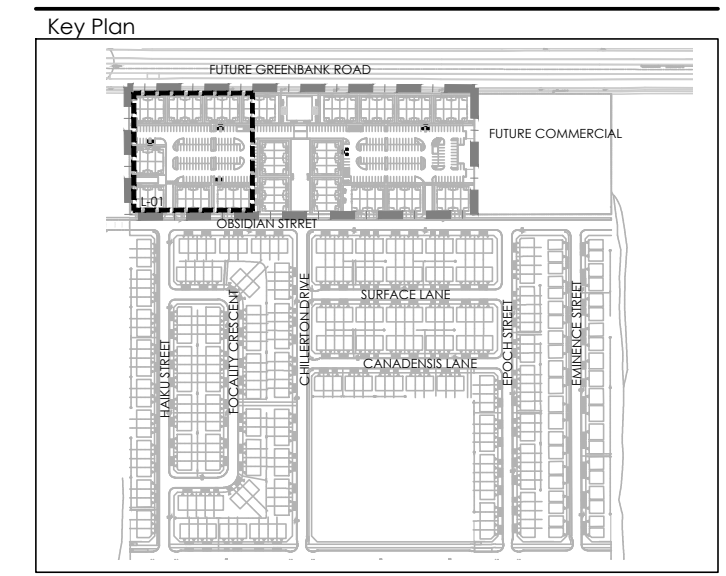 Key Plan
FUTURE GREENBANK ROAD
FUTURE COMMERCIAL
L-01
OBSIDIAN STRRET
SURFACE LANE
CANADENSIS LANE
HAIKU STREET
FOCALITY CRESCENT
CHILLERTON DRIVE
EPOCH STREET
EMINENCE STREET